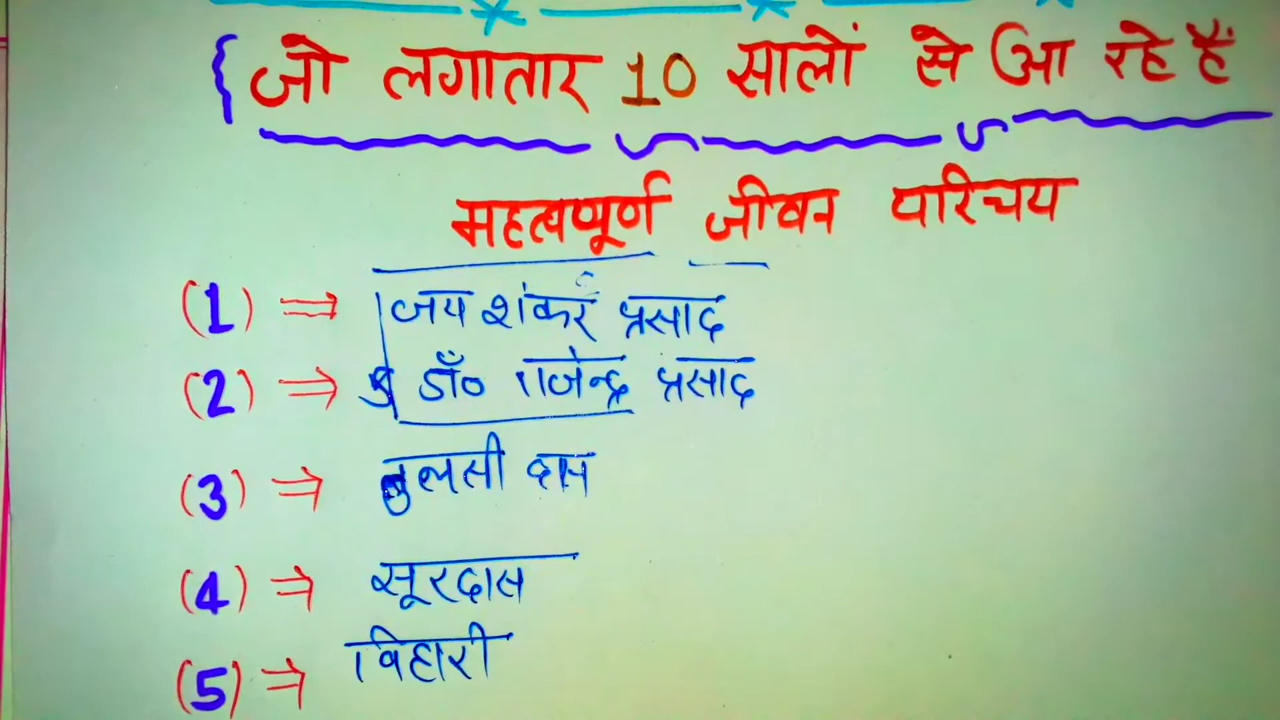 { जो लगातार 10 सालों से आ रहे हैं
महत्वपूर्ण जीवन परिचय
(1) ⇒ जय शंकर प्रसाद
(2) ⇒ डॉ० राजेन्द्र प्रसाद
(3) ⇒ तुलसी दास
(4) ⇒ सूरदास
(5) ⇒ बिहारी